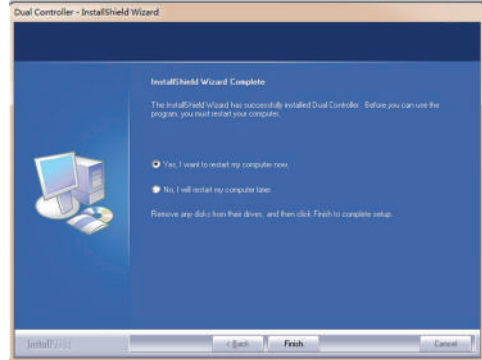 Dual Controller - InstallShield Wizard
InstallShield Wizard Complete
The InstallShield Wizard has successfully installed Dual Controller. Before you can use the
program, you must restart your computer.
Yes, I want to restart my computer now.
No, I will restart my computer later.
Remove any disks from their drives, and then click Finish to complete setup.
InstallShield
< Back
Finish
Cancel